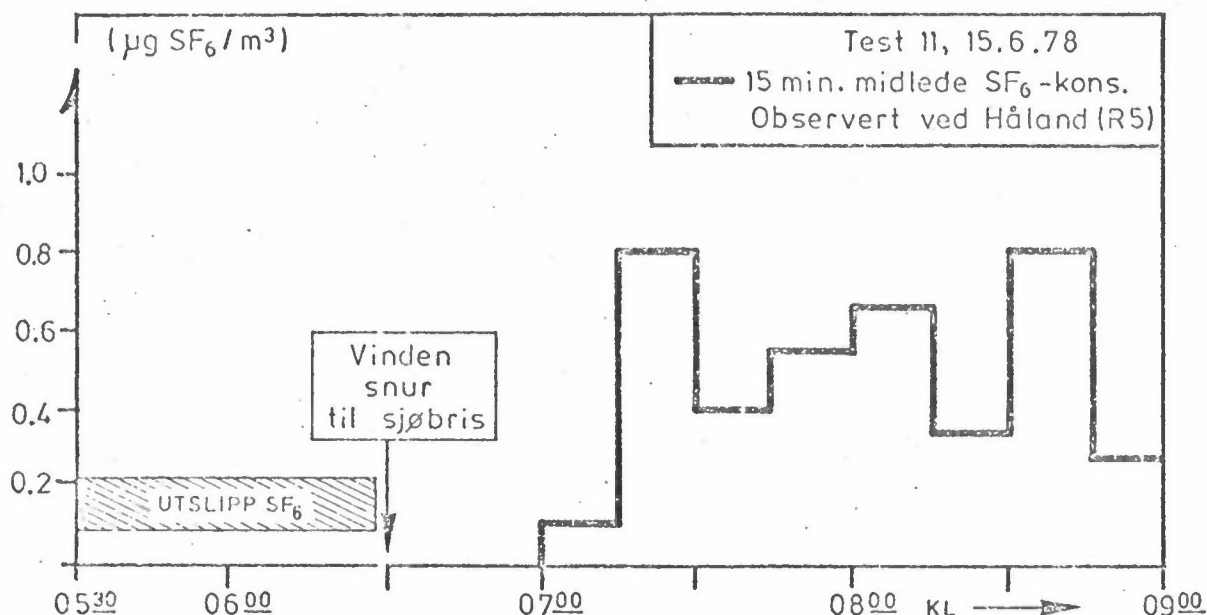 (µg SF₆/m³)
Test 11, 15.6.78
15 min. midlede SF₆-kons.
Observert ved Håland (R5)
1.0
0.8
0.6
0.4
0.2
Vinden
snur
til sjøbris
UTSLIPP SF₆
05³⁰ 06⁰⁰ 07⁰⁰ 08⁰⁰ KL 09⁰⁰